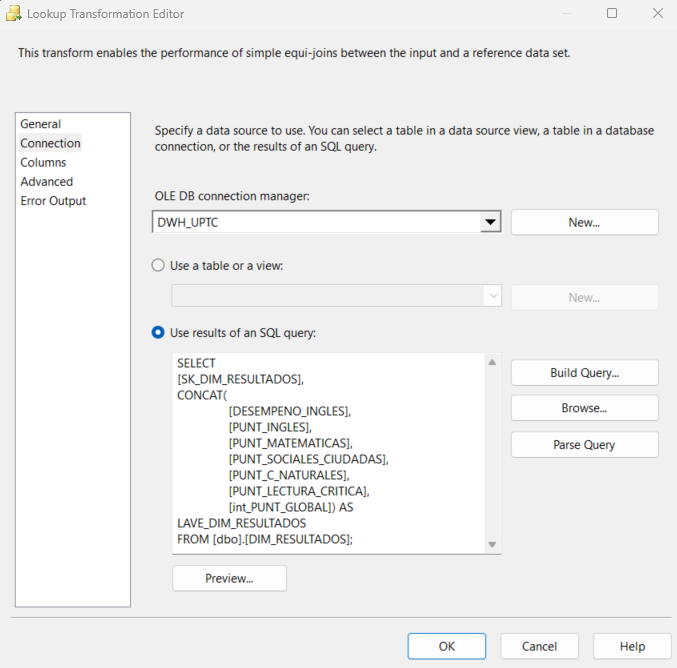 Lookup Transformation Editor
This transform enables the performance of simple equi-joins between the input and a reference data set.
General
Connection
Columns
Advanced
Error Output
Specify a data source to use. You can select a table in a data source view, a table in a database
connection, or the results of an SQL query.
OLE DB connection manager:
DWH_UPTC
New...
Use a table or a view:
New...
Use results of an SQL query:
SELECT
[SK_DIM_RESULTADOS],
CONCAT(
[DESEMPENO_INGLES],
[PUNT_INGLES],
[PUNT_MATEMATICAS],
[PUNT_SOCIALES_CIUDADAS],
[PUNT_C_NATURALES],
[PUNT_LECTURA_CRITICA],
[int_PUNT_GLOBAL]) AS
LAVE_DIM_RESULTADOS
FROM [dbo].[DIM_RESULTADOS];
Build Query...
Browse...
Parse Query
Preview...
OK
Cancel
Help